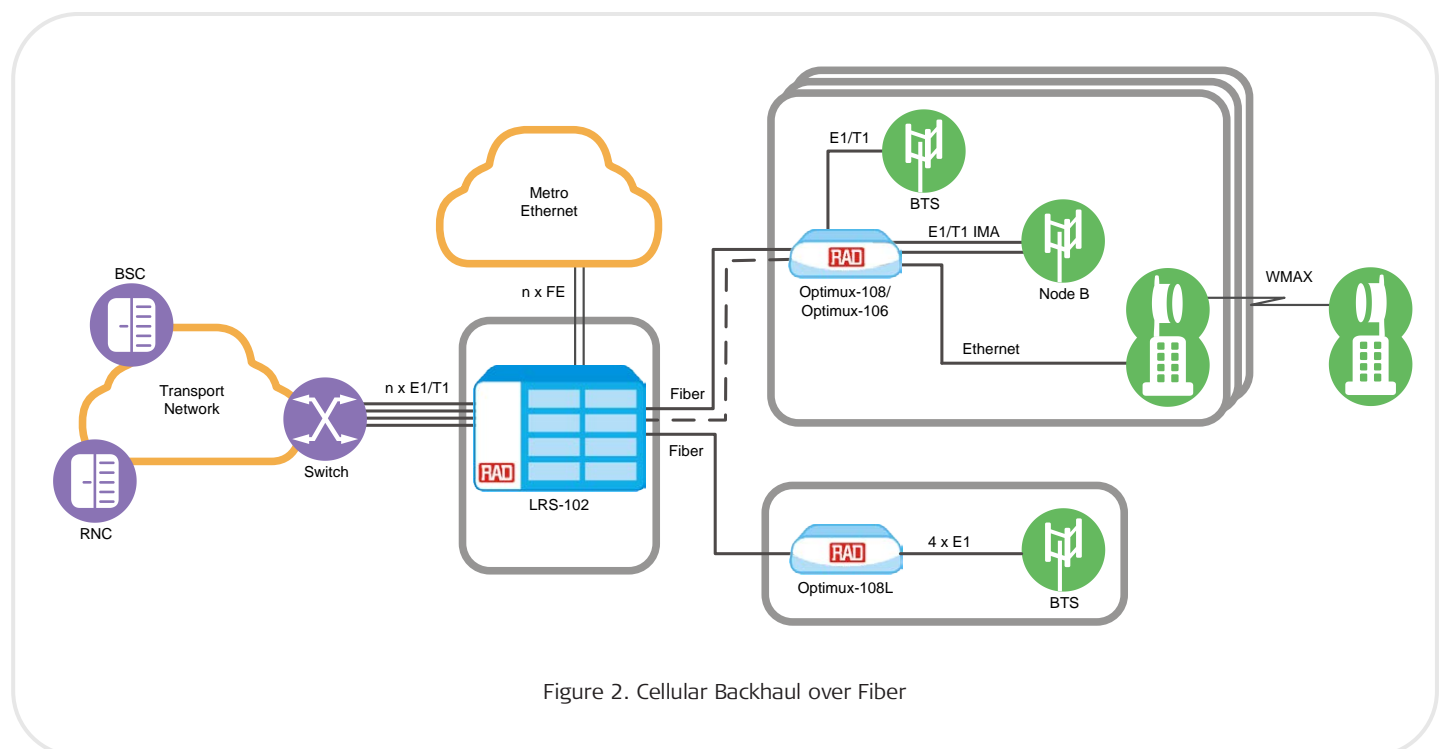 Metro
Ethernet
n x FE
BSC
Transport
Network
RNC
Switch
n x E1/T1
RAD
LRS-102
Fiber
Fiber
E1/T1
BTS
E1/T1 IMA
RAD
Optimux-108/
Optimux-106
Node B
Ethernet
WMAX
RAD
Optimux-108L
4 x E1
BTS
Figure 2. Cellular Backhaul over Fiber